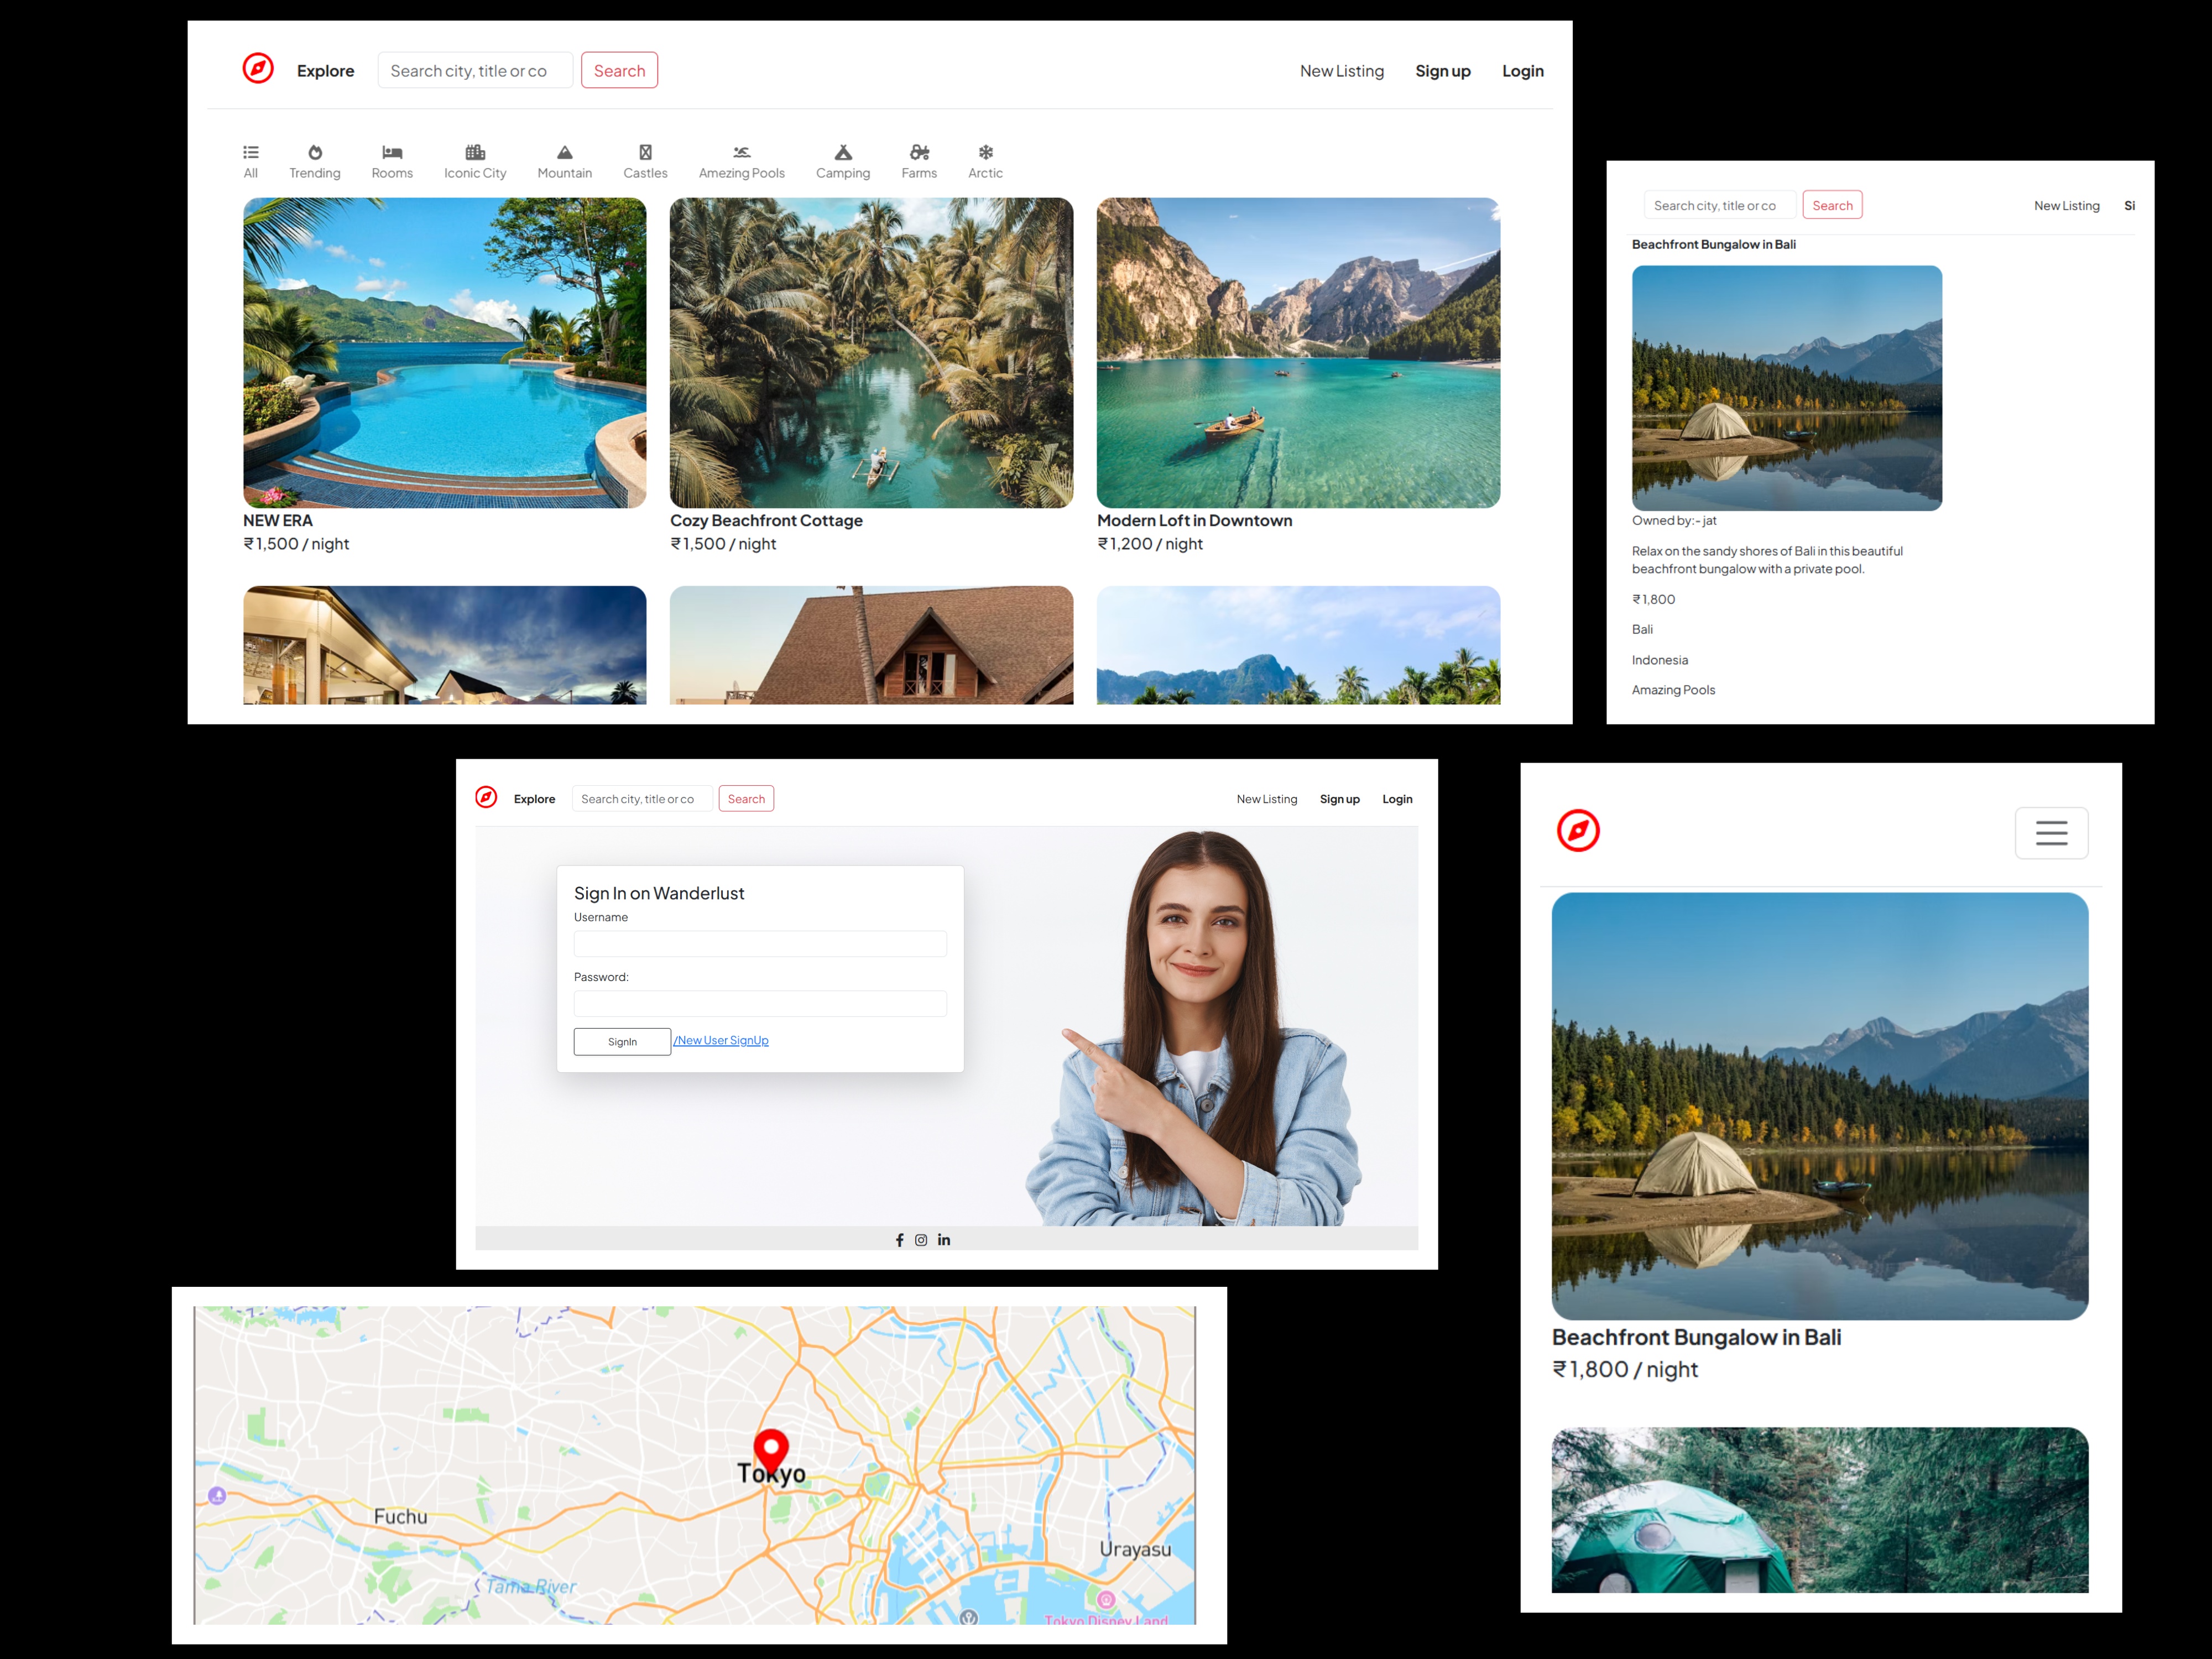 Explore
Search city, title or co
Search
New Listing
Sign up
Login
All
Trending
Rooms
Iconic City
Mountain
Castles
Amezing Pools
Camping
Farms
Arctic
NEW ERA
₹1,500 / night
Cozy Beachfront Cottage
₹1,500 / night
Modern Loft in Downtown
₹1,200 / night
Search city, title or co
Search
New Listing
Si
Beachfront Bungalow in Bali
Owned by:- jat
Relax on the sandy shores of Bali in this beautiful
beachfront bungalow with a private pool.
₹1,800
Bali
Indonesia
Amazing Pools
Explore
Search city, title or co
Search
New Listing
Sign up
Login
Sign In on Wanderlust
Username
Password:
SignIn
/New User SignUp
Beachfront Bungalow in Bali
₹1,800 / night
Tokyo
Fuchu
Urayasu
Tama River
Tokyo Disney Land